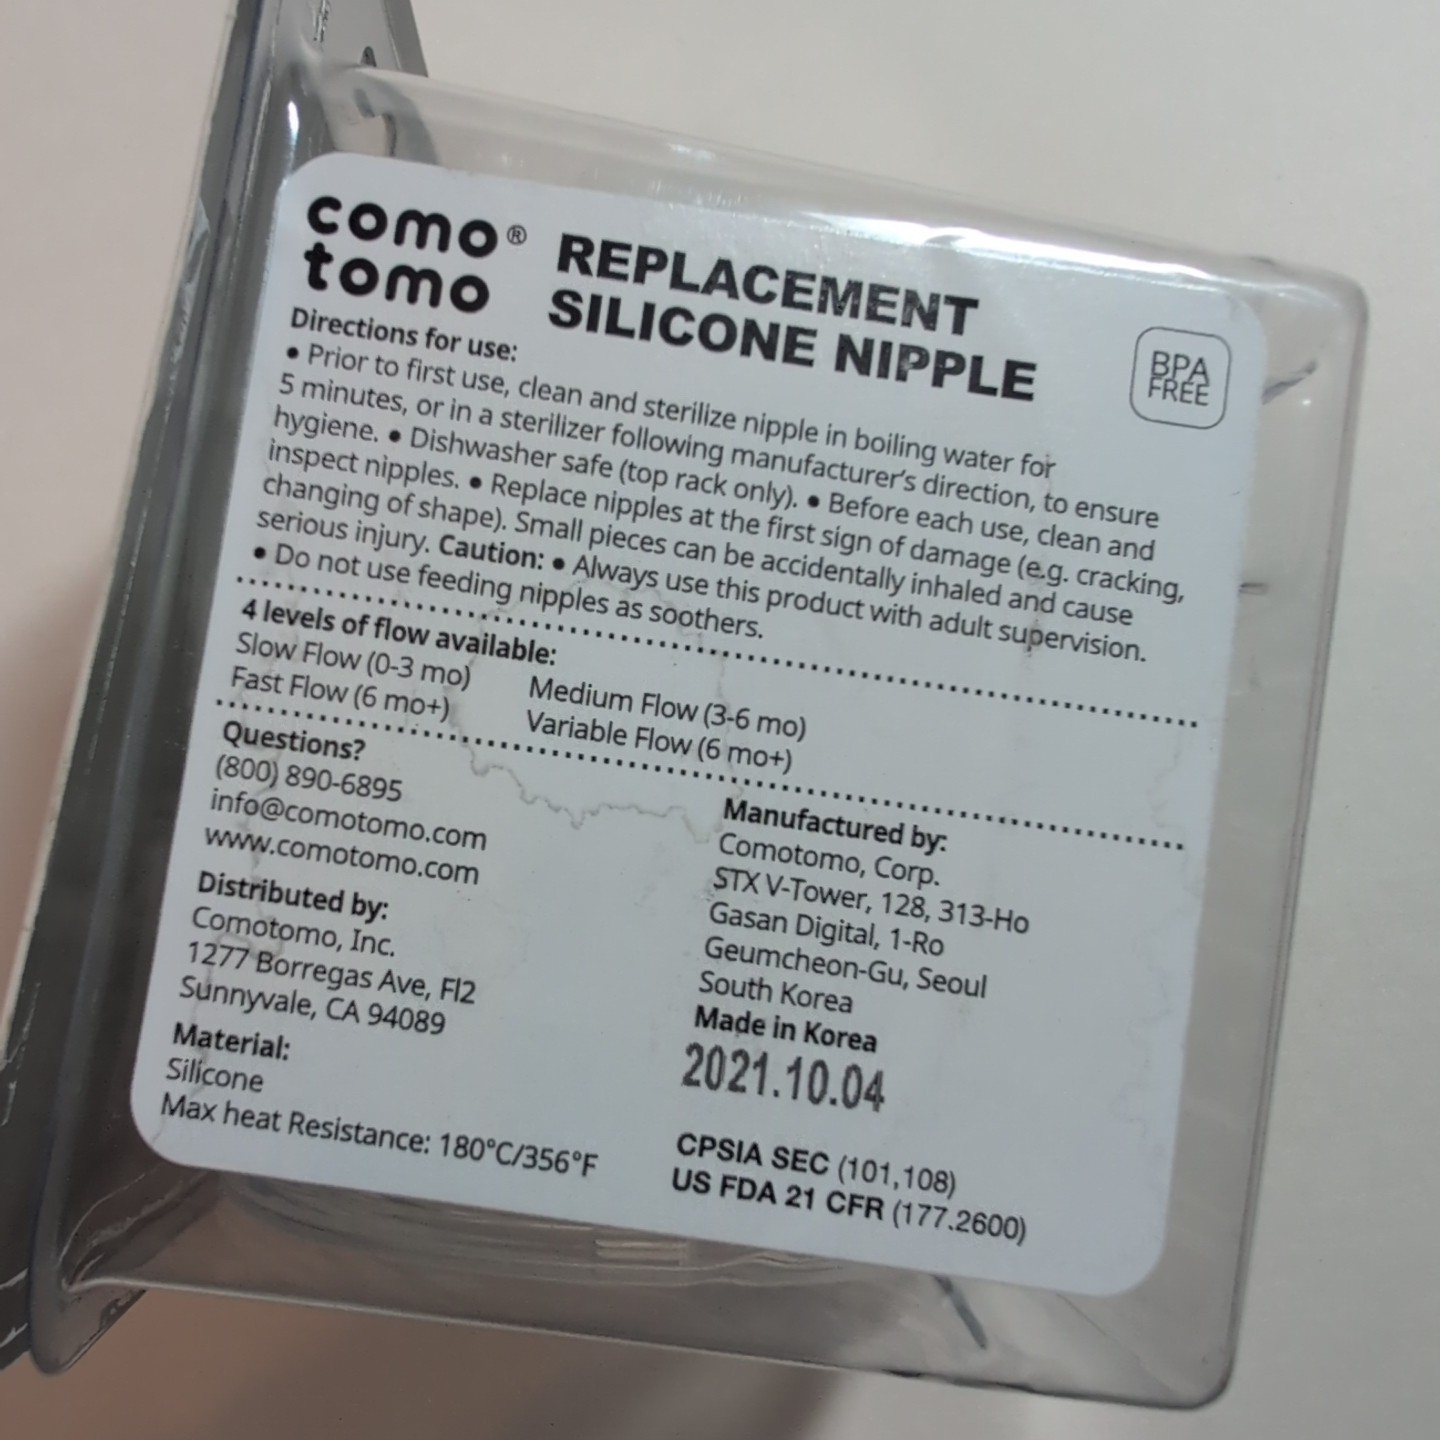 como®
tomo
REPLACEMENT
SILICONE NIPPLE
BPA
FREE
Directions for use:
• Prior to first use, clean and sterilize nipple in boiling water for
5 minutes, or in a sterilizer following manufacturer's direction, to ensure
hygiene. • Dishwasher safe (top rack only). • Before each use, clean and
inspect nipples. • Replace nipples at the first sign of damage (e.g. cracking,
changing of shape). Small pieces can be accidentally inhaled and cause
serious injury. Caution: • Always use this product with adult supervision.
• Do not use feeding nipples as soothers.
4 levels of flow available:
Slow Flow (0-3 mo) Medium Flow (3-6 mo)
Fast Flow (6 mo+) Variable Flow (6 mo+)
Questions?
(800) 890-6895
info@comotomo.com
www.comotomo.com
Distributed by:
Comotomo, Inc.
1277 Borregas Ave, Fl2
Sunnyvale, CA 94089
Material:
Silicone
Max heat Resistance: 180°C/356°F
Manufactured by:
Comotomo, Corp.
STX V-Tower, 128, 313-Ho
Gasan Digital, 1-Ro
Geumcheon-Gu, Seoul
South Korea
Made in Korea
2021.10.04
CPSIA SEC (101,108)
US FDA 21 CFR (177.2600)